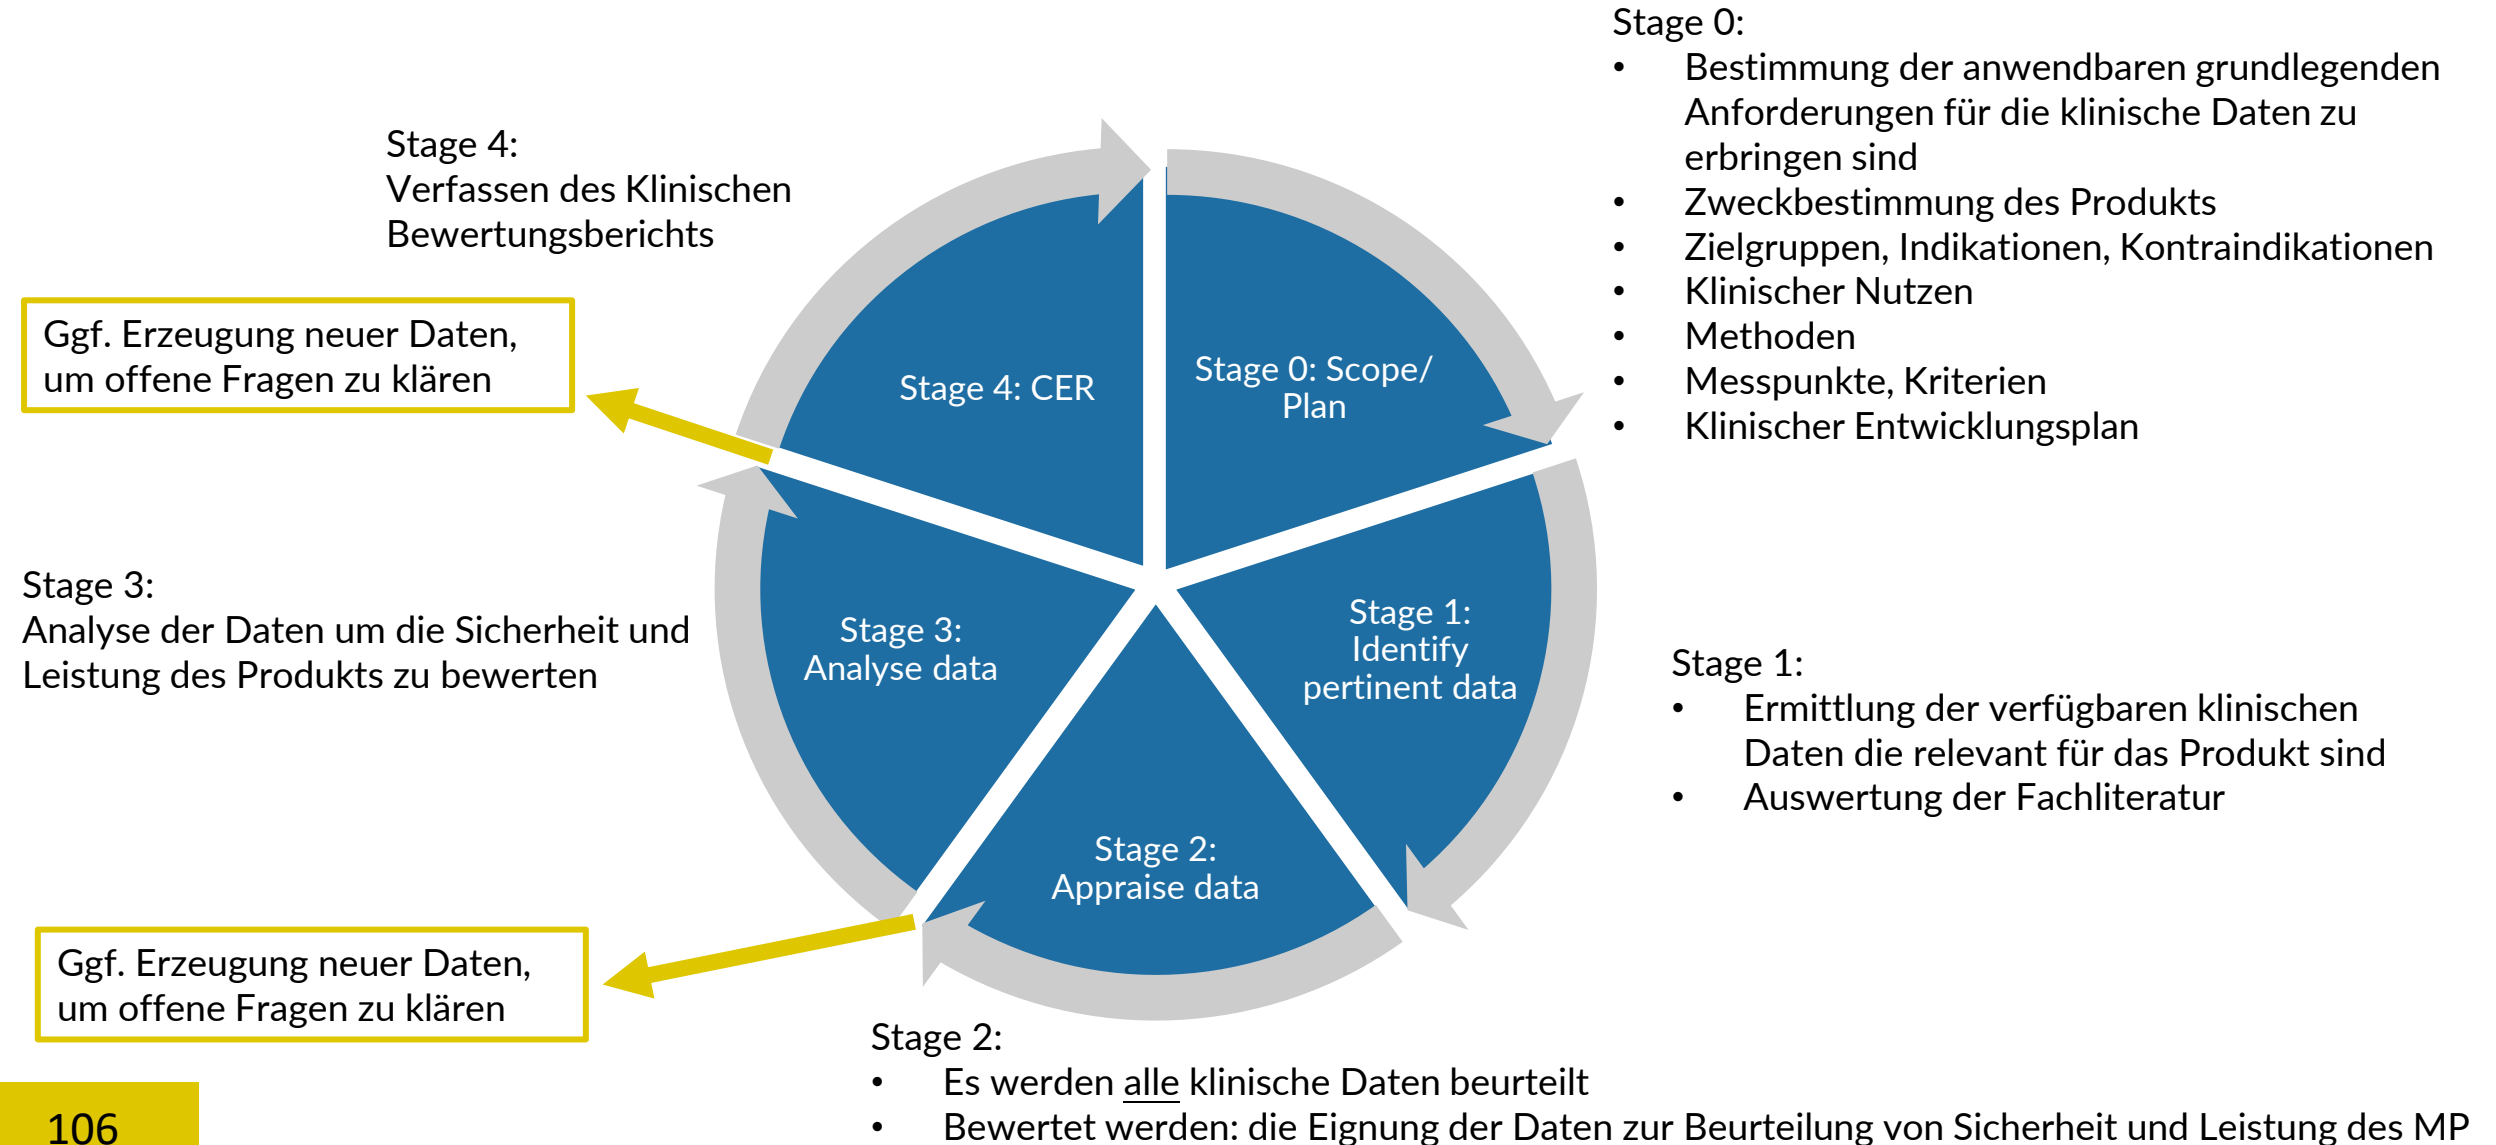 Stage 0:
• Bestimmung der anwendbaren grundlegenden
Anforderungen für die klinische Daten zu
erbringen sind
• Zweckbestimmung des Produkts
• Zielgruppen, Indikationen, Kontraindikationen
• Klinischer Nutzen
• Methoden
• Messpunkte, Kriterien
• Klinischer Entwicklungsplan
Stage 4:
Verfassen des Klinischen
Bewertungsberichts
Ggf. Erzeugung neuer Daten,
um offene Fragen zu klären
Stage 4: CER
Stage 0: Scope/
Plan
Stage 3:
Analyse der Daten um die Sicherheit und
Leistung des Produkts zu bewerten
Stage 3:
Analyse data
Stage 1:
Identify
pertinent data
Stage 1:
• Ermittlung der verfügbaren klinischen
Daten die relevant für das Produkt sind
• Auswertung der Fachliteratur
Stage 2:
Appraise data
Ggf. Erzeugung neuer Daten,
um offene Fragen zu klären
Stage 2:
• Es werden alle klinische Daten beurteilt
• Bewertet werden: die Eignung der Daten zur Beurteilung von Sicherheit und Leistung des MP
106